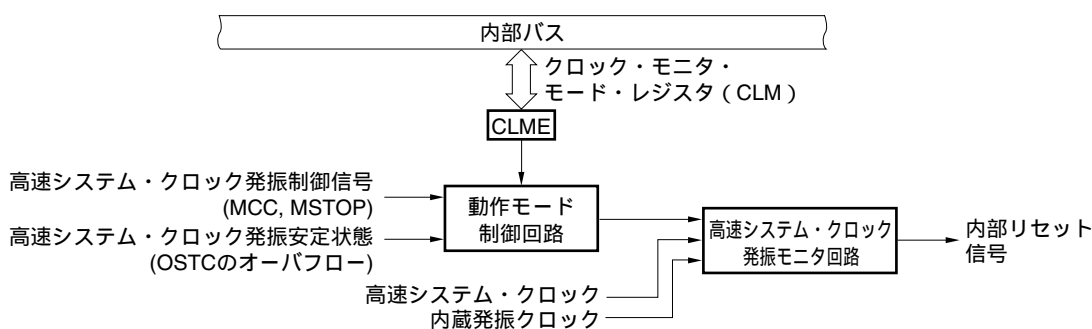 内部バス
クロック・モニタ・
モード・レジスタ（CLM）
CLME
高速システム・クロック発振制御信号
(MCC, MSTOP)
高速システム・クロック発振安定状態
(OSTCのオーバフロー)
動作モード
制御回路
高速システム・クロック
発振モニタ回路
内部リセット
信号
高速システム・クロック
内蔵発振クロック